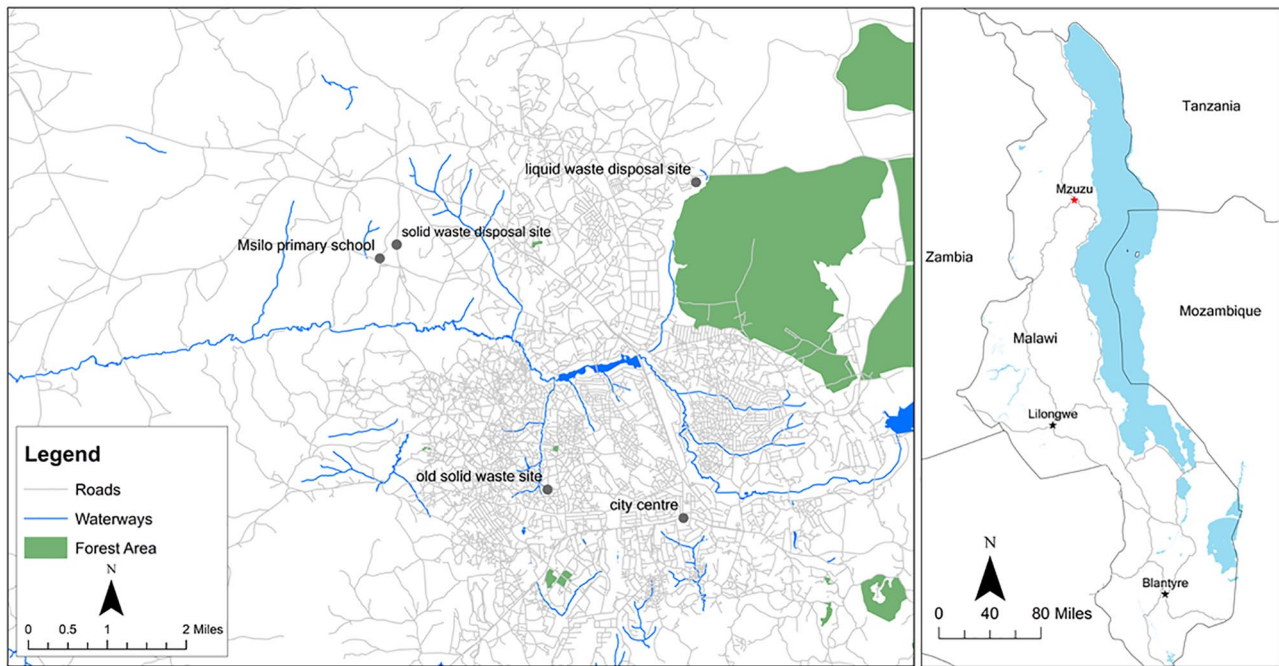 liquid waste disposal site
solid waste disposal site
Msilo primary school
old solid waste site
city centre
Legend
Roads
Waterways
Forest Area
N
0 0.5 1 2 Miles
Tanzania
Mzuzu
Zambia
Mozambique
Malawi
Lilongwe
N
Blantyre
0 40 80 Miles